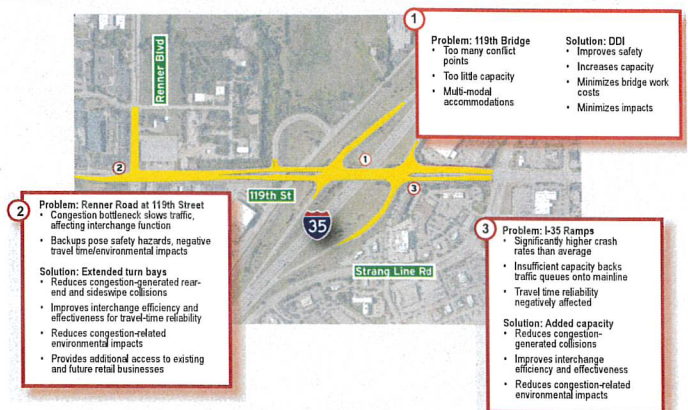 1
Problem: 119th Bridge
• Too many conflict
points
• Too little capacity
• Multi-modal
accommodations
Solution: DDI
• Improves safety
• Increases capacity
• Minimizes bridge work
costs
• Minimizes impacts
Renner Blvd
2
1
3
119th St
35
Strang Line Rd
2
Problem: Renner Road at 119th Street
• Congestion bottleneck slows traffic,
affecting interchange function
• Backups pose safety hazards, negative
travel time/environmental impacts
Solution: Extended turn bays
• Reduces congestion-generated rear-
end and sideswipe collisions
• Improves interchange efficiency and
effectiveness for travel-time reliability
• Reduces congestion-related
environmental impacts
• Provides additional access to existing
and future retail businesses
3
Problem: I-35 Ramps
• Significantly higher crash
rates than average
• Insufficient capacity backs
traffic queues onto mainline
• Travel time reliability
negatively affected
Solution: Added capacity
• Reduces congestion-
generated collisions
• Improves interchange
efficiency and effectiveness
• Reduces congestion-related
environmental impacts